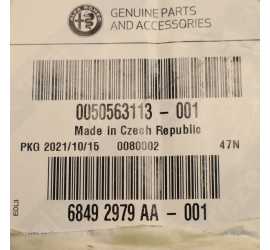 GENUINE PARTS
AND ACCESSORIES
0050563113 - 001
Made in Czech Republic
PKG 2021/10/15 0080002 47N
EDL3
6849 2979 AA - 001